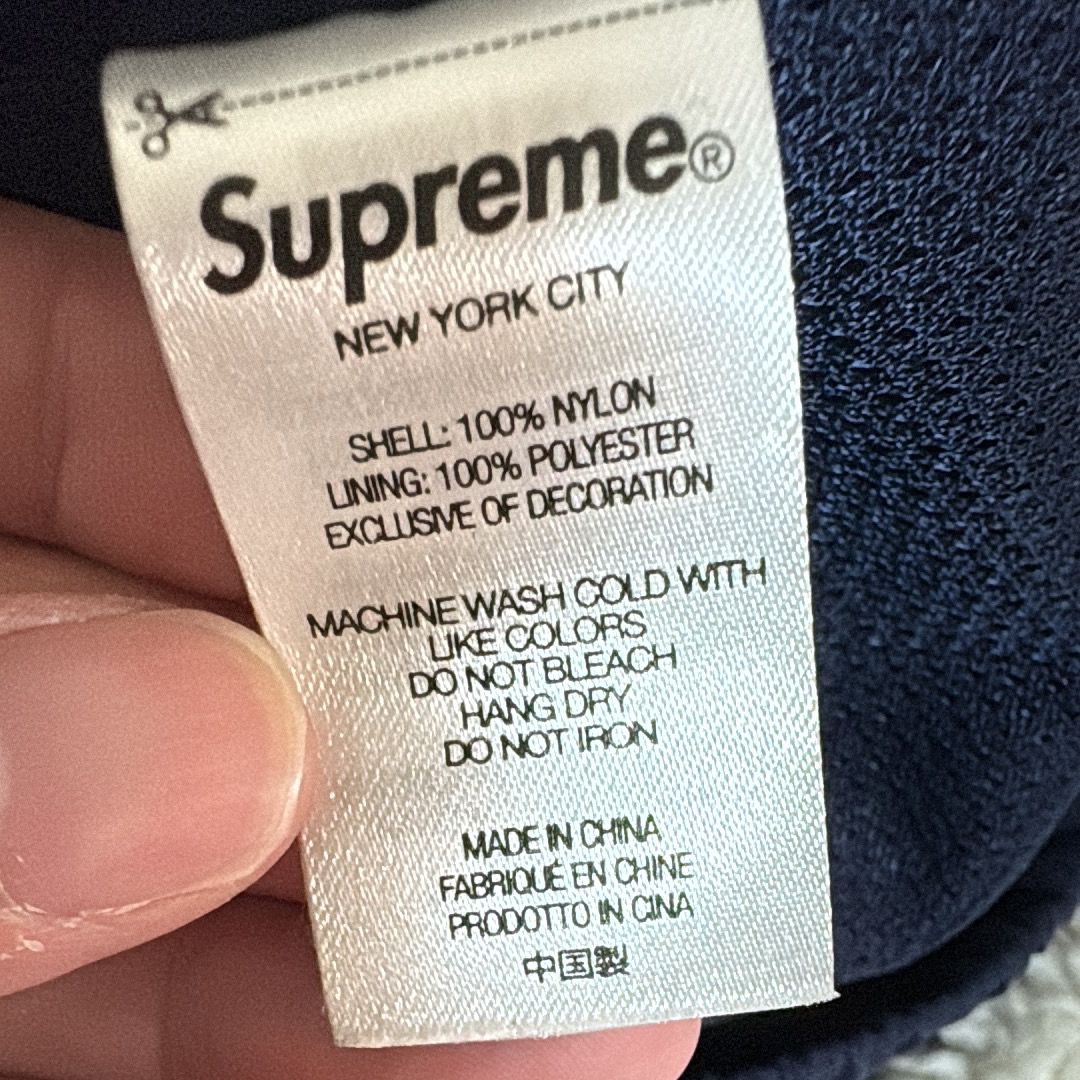 Supreme®
NEW YORK CITY
SHELL: 100% NYLON
LINING: 100% POLYESTER
EXCLUSIVE OF DECORATION
MACHINE WASH COLD WITH
LIKE COLORS
DO NOT BLEACH
HANG DRY
DO NOT IRON
MADE IN CHINA
FABRIQUÉ EN CHINE
PRODOTTO IN CINA
中国製